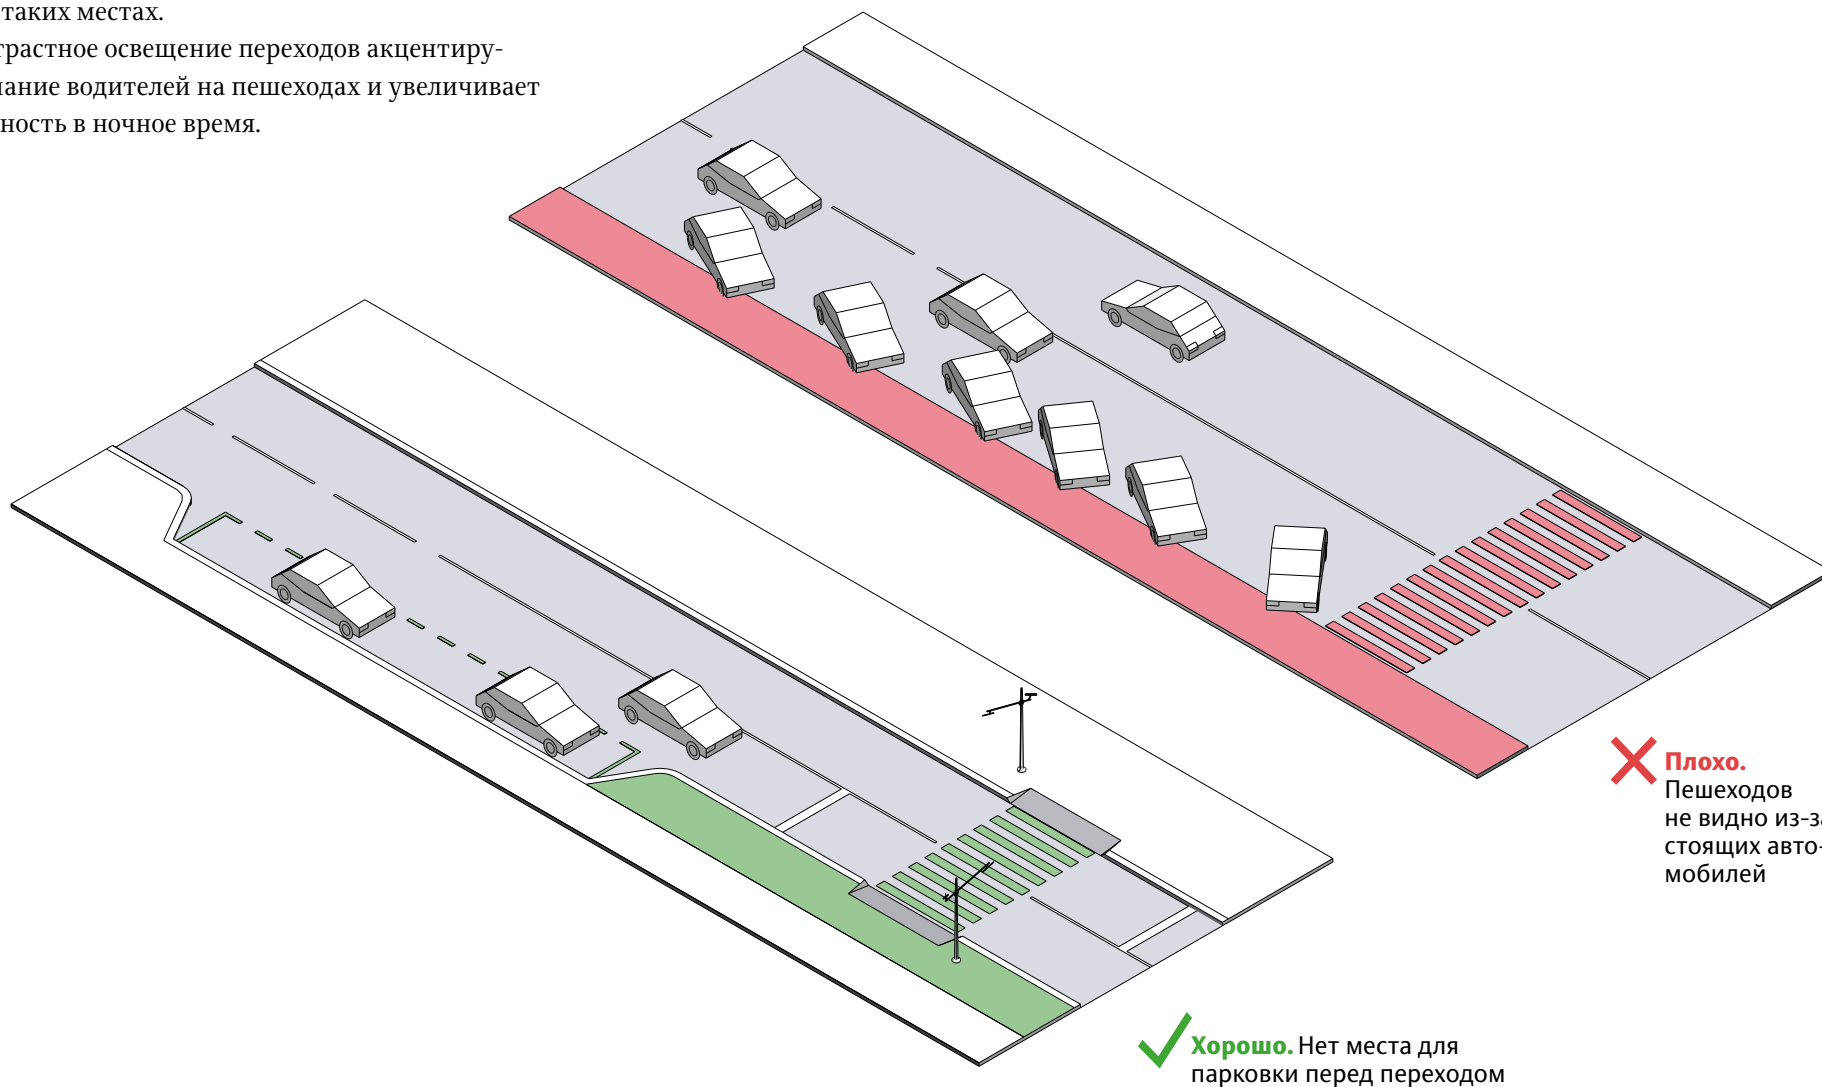 таких местах.
трастное освещение переходов акцентиру-
ание водителей на пешеходах и увеличивает
ность в ночное время.
Плохо.
Пешеходов
не видно из-за
стоящих авто-
мобилей
Хорошо. Нет места для
парковки перед переходом